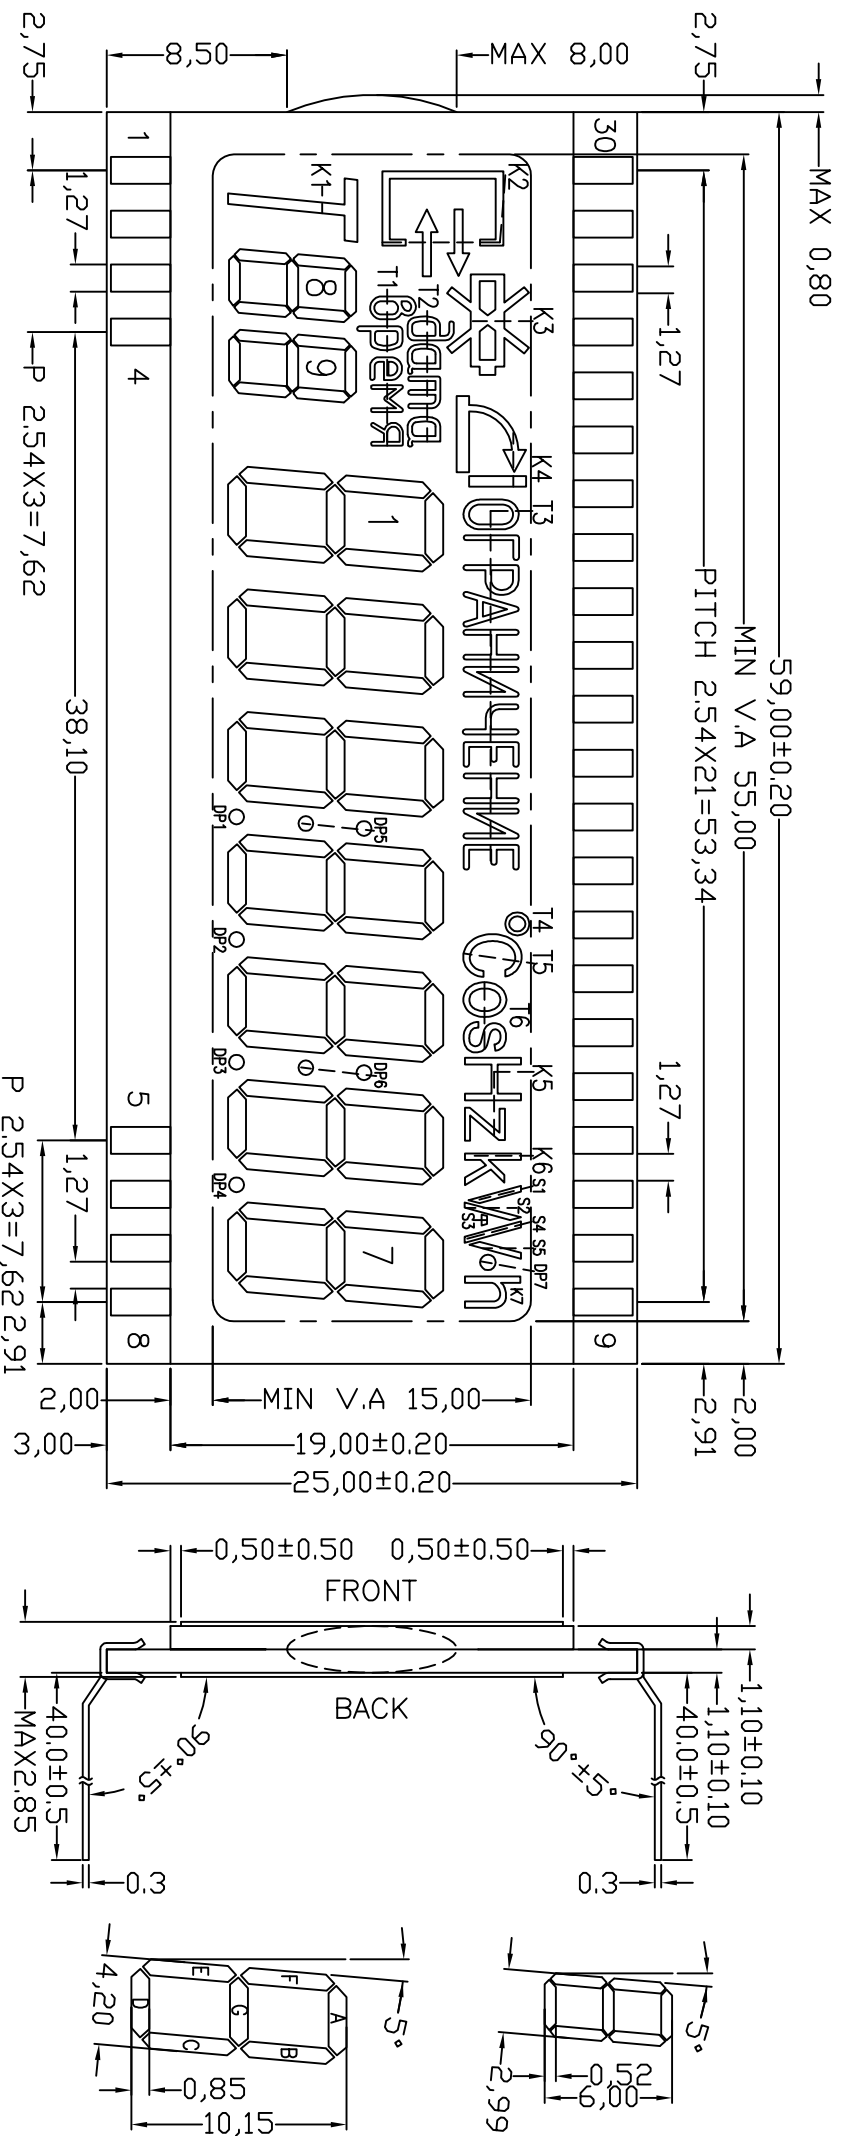 MAX 0,80
59,00±0.20
MIN V.A 55,00
2,00
2,75
PITCH 2.54X21=53,34
2,91
1,27
1,27
30
9
K2
K3
K4
T3
T4
T5
T6
K5
K6
S1
S2
S3
S4
S5
DP7
K7
ОГРАНИЧЕНИЕ
°CosHzkW·h
T2
дата
T1
время
K1
8
9
1
7
DP5
DP6
DP1
DP2
DP3
DP4
MAX 8,00
8,50
1
4
5
8
1,27
38,10
1,27
2,75
P 2.54X3=7,62
P 2.54X3=7,62
2,91
MIN V.A 15,00
2,00
19,00±0.20
3,00
25,00±0.20
0,50±0.50
0,50±0.50
FRONT
BACK
1,10±0.10
1,10±0.10
40.0±0.5
40.0±0.5
MAX2.85
90°±5°
90°±5°
0.3
0.3
5°
0,52
6,00
2,99
5°
A
B
C
D
E
F
G
4,20
0,85
10,15